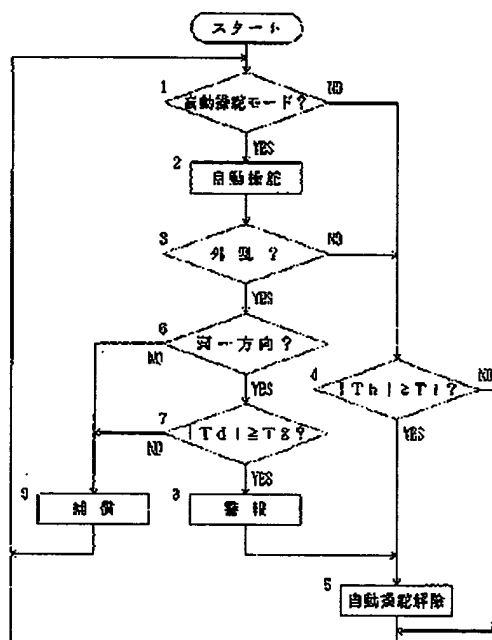 スタート
1
自動操舵モード?
NO
YES
2
自動操舵
3
外乱?
NO
YES
6
同一方向?
NO
YES
4
|Th|≧T1?
NO
YES
7
|Td|≧T2?
NO
YES
9
補償
8
警報
5
自動操舵解除